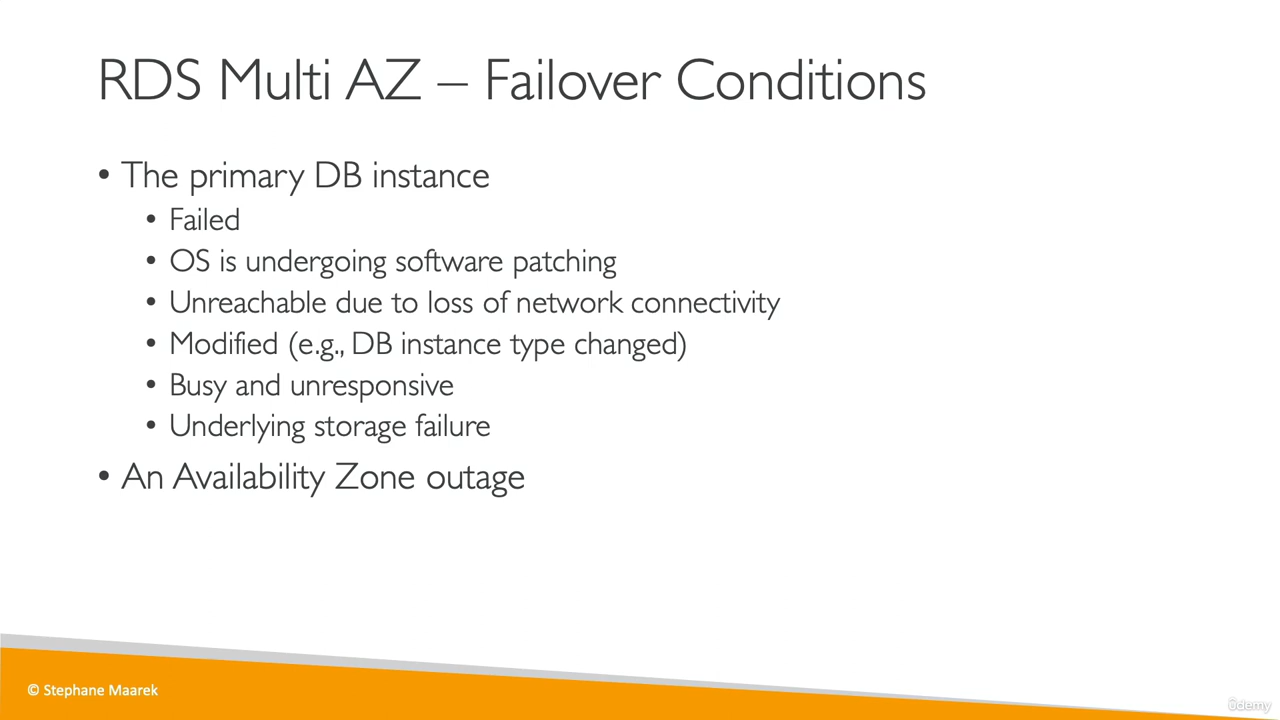 RDS Multi AZ – Failover Conditions
• The primary DB instance
• Failed
• OS is undergoing software patching
• Unreachable due to loss of network connectivity
• Modified (e.g., DB instance type changed)
• Busy and unresponsive
• Underlying storage failure
• An Availability Zone outage
© Stephane Maarek
ûdemy